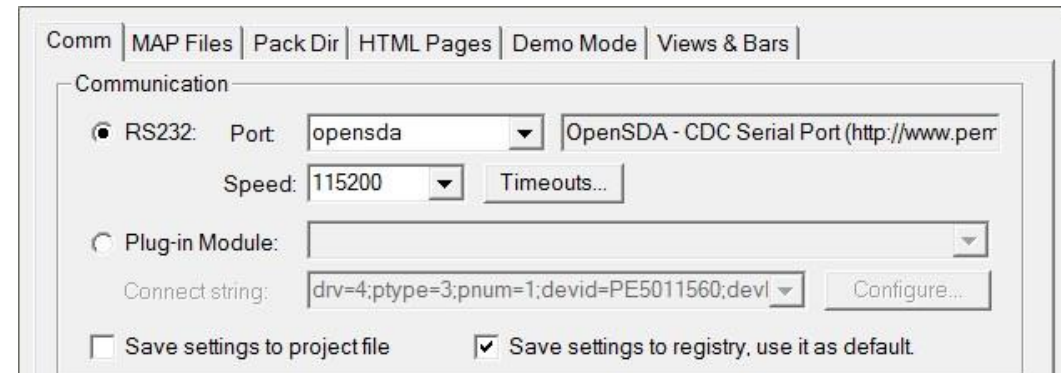 Comm MAP Files Pack Dir HTML Pages Demo Mode Views & Bars
Communication
RS232: Port: opensda OpenSDA - CDC Serial Port (http://www.pem
Speed: 115200 Timeouts...
Plug-in Module:
Connect string: drv=4;ptype=3;pnum=1;devid=PE5011560;devI Configure...
Save settings to project file Save settings to registry, use it as default.